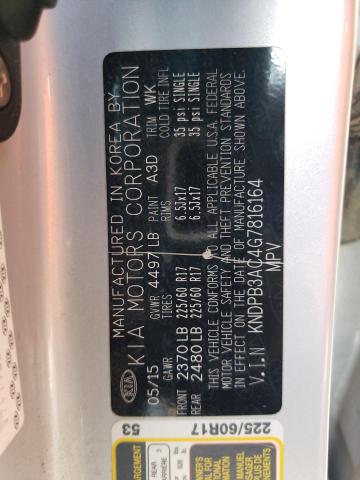 MANUFACTURED IN KOREA BY
KIA MOTORS CORPORATION
KIA
05/15 GVWR 4497LB PAINT A3D TRIM WK
GAWR TIRES RIMS COLD TIRE INFL
FRONT 2370LB 225/60 R17 6.5Jx17 35 psi SINGLE
REAR 2480LB 225/60 R17 6.5Jx17 35 psi SINGLE
THIS VEHICLE CONFORMS TO ALL APPLICABLE U.S.A. FEDERAL
MOTOR VEHICLE SAFETY AND THEFT PREVENTION STANDARDS
IN EFFECT ON THE DATE OF MANUFACTURE SHOWN ABOVE.
V.I.N KNDPB3AC4G7816164
MPV
53 225/60R17
REAR